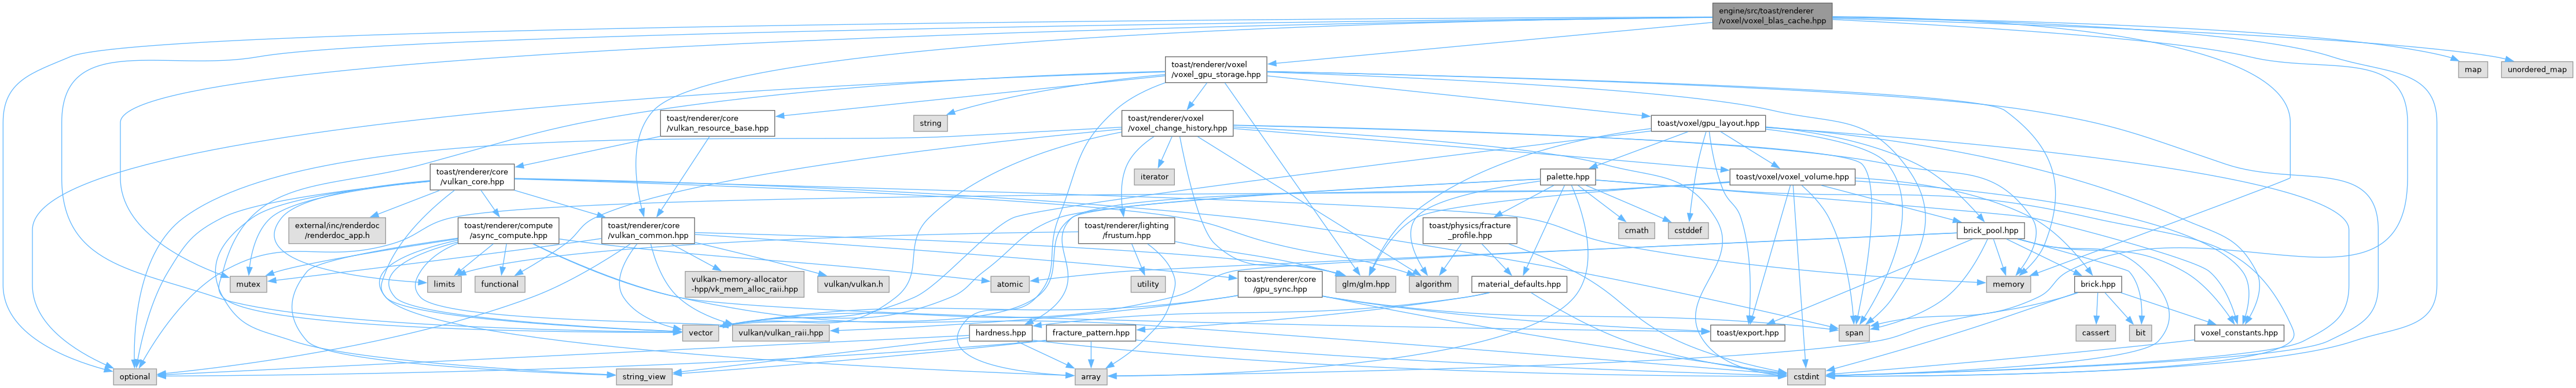 engine/src/toast/renderer
/voxel/voxel_blas_cache.hpp
toast/renderer/voxel
/voxel_gpu_storage.hpp
map
unordered_map
toast/renderer/core
/vulkan_resource_base.hpp
string
toast/renderer/voxel
/voxel_change_history.hpp
toast/voxel/gpu_layout.hpp
toast/renderer/core
/vulkan_core.hpp
iterator
palette.hpp
toast/voxel/voxel_volume.hpp
external/inc/renderdoc
/renderdoc_app.h
toast/renderer/compute
/async_compute.hpp
toast/renderer/core
/vulkan_common.hpp
toast/renderer/lighting
/frustum.hpp
toast/physics/fracture
_profile.hpp
cmath
cstddef
brick_pool.hpp
mutex
limits
functional
vulkan-memory-allocator
-hpp/vk_mem_alloc_raii.hpp
vulkan/vulkan.h
atomic
utility
toast/renderer/core
/gpu_sync.hpp
glm/glm.hpp
algorithm
material_defaults.hpp
memory
brick.hpp
vector
vulkan/vulkan_raii.hpp
hardness.hpp
fracture_pattern.hpp
toast/export.hpp
span
cassert
bit
voxel_constants.hpp
optional
string_view
array
cstdint